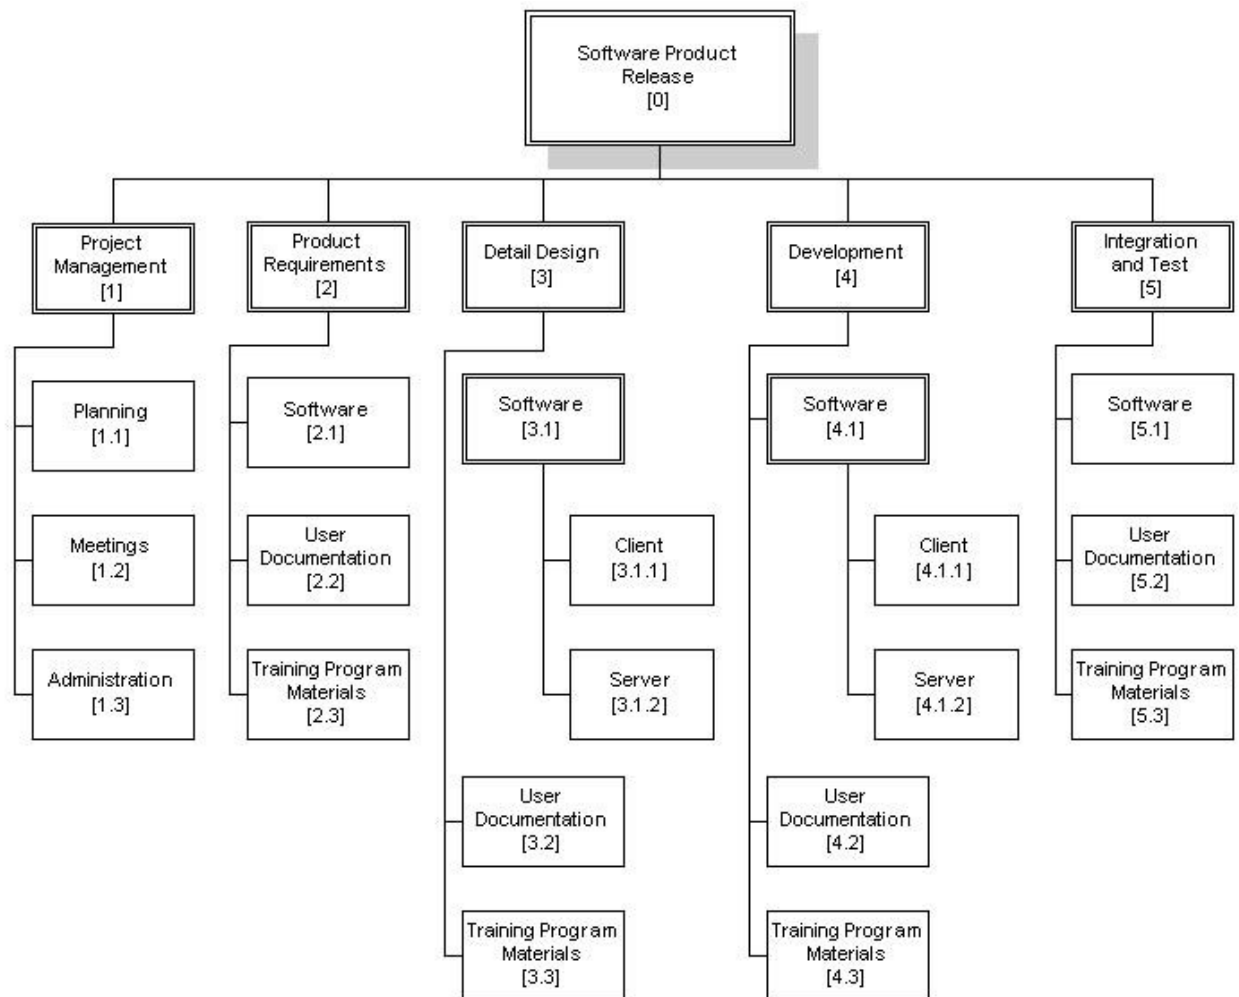 Software Product
Release
[0]
Project
Management
[1]
Product
Requirements
[2]
Detail Design
[3]
Development
[4]
Integration
and Test
[5]
Planning
[1.1]
Meetings
[1.2]
Administration
[1.3]
Software
[2.1]
User
Documentation
[2.2]
Training Program
Materials
[2.3]
Software
[3.1]
Client
[3.1.1]
Server
[3.1.2]
User
Documentation
[3.2]
Training Program
Materials
[3.3]
Software
[4.1]
Client
[4.1.1]
Server
[4.1.2]
User
Documentation
[4.2]
Training Program
Materials
[4.3]
Software
[5.1]
User
Documentation
[5.2]
Training Program
Materials
[5.3]